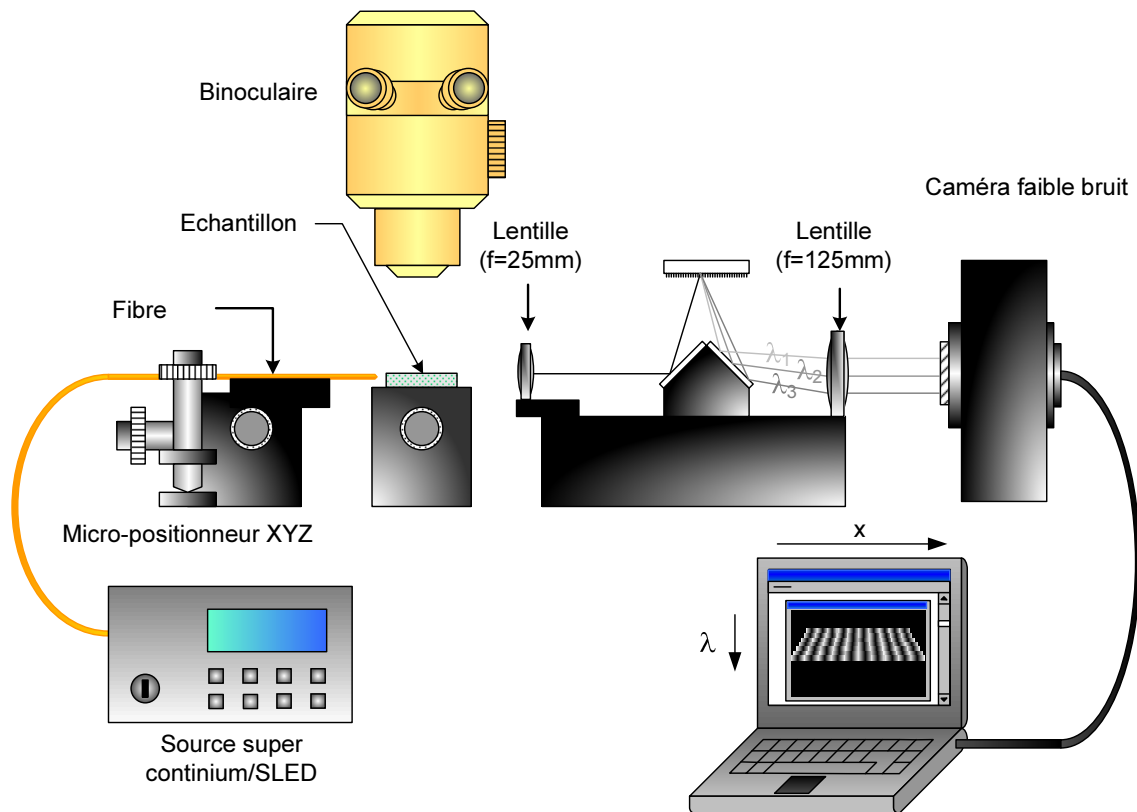 Binoculaire
Caméra faible bruit
Echantillon
Lentille
(f=25mm)
Lentille
(f=125mm)
Fibre
λ1
λ2
λ3
Micro-positionneur XYZ
x
λ
Source super
continium/SLED